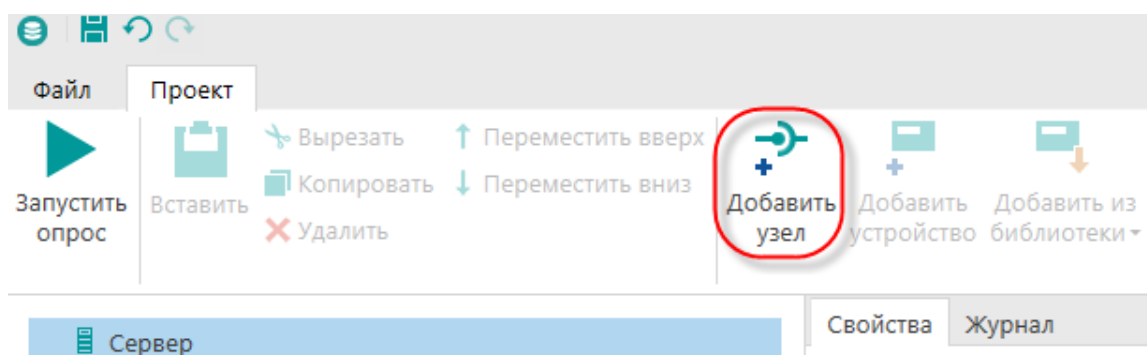 Файл Проект
Вырезать Переместить вверх
Копировать Переместить вниз
Запустить опрос
Вставить
Удалить
Добавить узел
Добавить устройство
Добавить из библиотеки
Сервер
Свойства Журнал